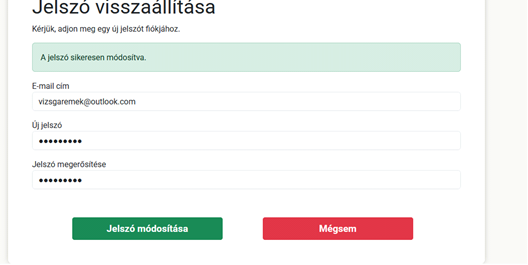 Jelszó visszaállítása
Kérjük, adjon meg egy új jelszót fiókjához.
A jelszó sikeresen módosítva.
E-mail cím
vizsgaremek@outlook.com
Új jelszó
•••••••••
Jelszó megerősítése
•••••••••
Jelszó módosítása
Mégsem